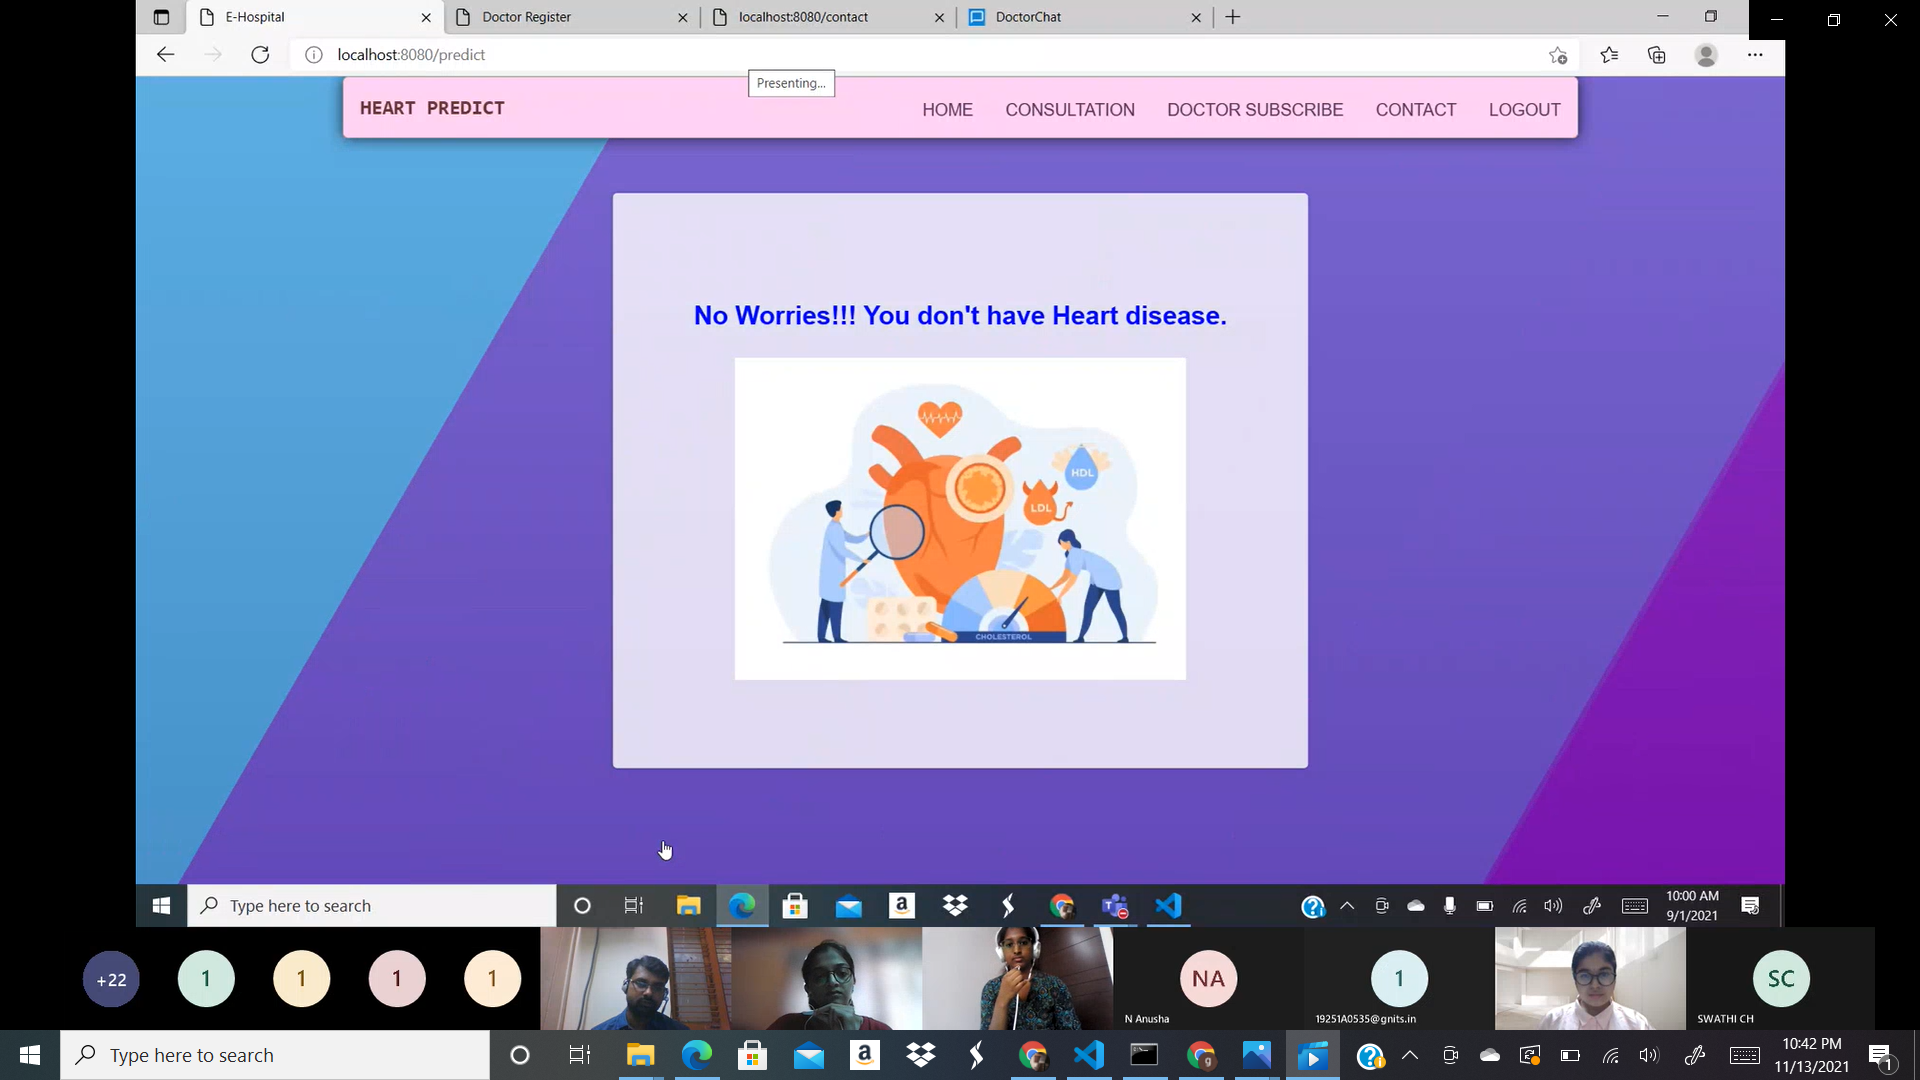 E-Hospital
Doctor Register
localhost:8080/contact
DoctorChat
localhost:8080/predict
Presenting...
HEART PREDICT
HOME
CONSULTATION
DOCTOR SUBSCRIBE
CONTACT
LOGOUT
No Worries!!! You don't have Heart disease.
HDL
LDL
CHOLESTEROL
Type here to search
a
T
10:00 AM
9/1/2021
+22
1
1
1
1
NA
N Anusha
1
19251A0535@gnits.in
SC
SWATHI CH
Type here to search
a
g
10:42 PM
11/13/2021
1